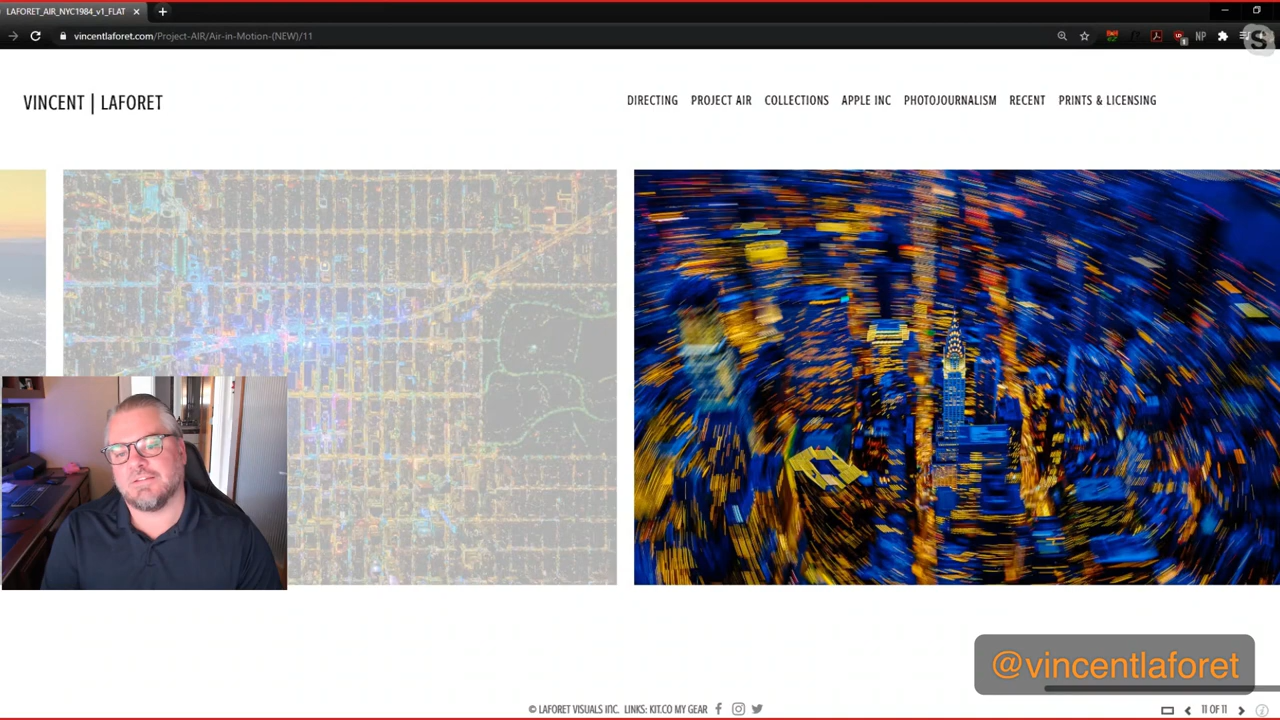 LAFORET_AIR_NYC1984_v1_FLAT
vincentlaforet.com/Project-AIR/Air-in-Motion-(NEW)/11
NP
VINCENT | LAFORET
DIRECTING PROJECT AIR COLLECTIONS APPLE INC PHOTOJOURNALISM RECENT PRINTS & LICENSING
@vincentlaforet
© LAFORET VISUALS INC. LINKS: KIT.CO MY GEAR
11 OF 11